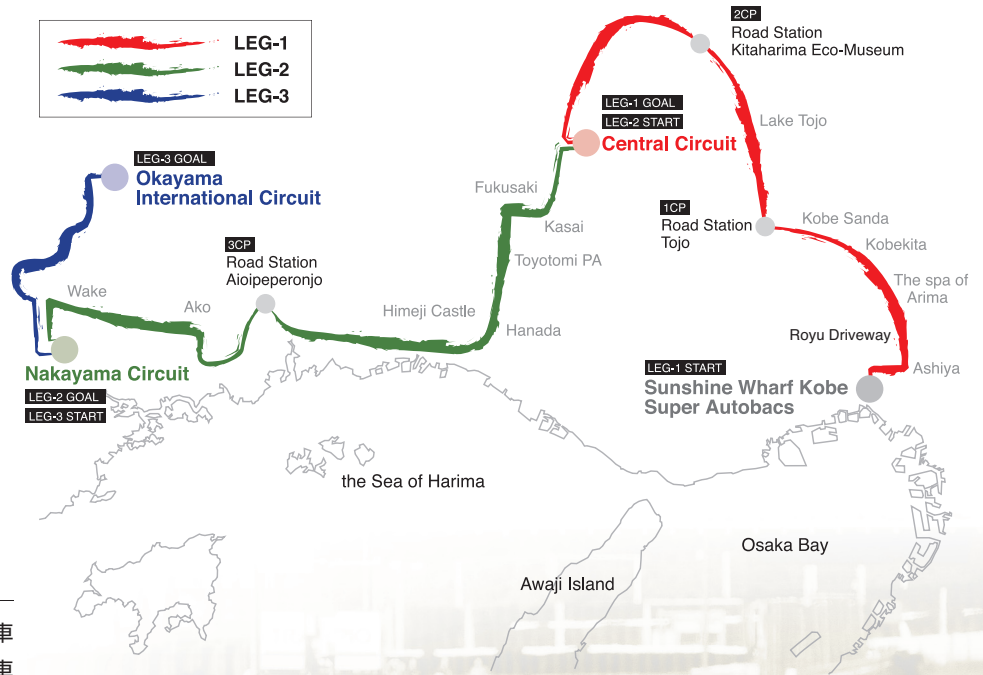 LEG-1
LEG-2
LEG-3
2CP
Road Station
Kitaharima Eco-Museum
LEG-1 GOAL
LEG-2 START
Central Circuit
Lake Tojo
LEG-3 GOAL
Okayama
International Circuit
Fukusaki
Kasai
1CP
Road Station
Tojo
Kobe Sanda
Kobekita
3CP
Road Station
Aioipeperonjo
Toyotomi PA
The spa of
Arima
Wake
Ako
Himeji Castle
Hanada
Royu Driveway
Nakayama Circuit
LEG-2 GOAL
LEG-3 START
LEG-1 START
Ashiya
Sunshine Wharf Kobe
Super Autobacs
the Sea of Harima
Osaka Bay
Awaji Island
車
車